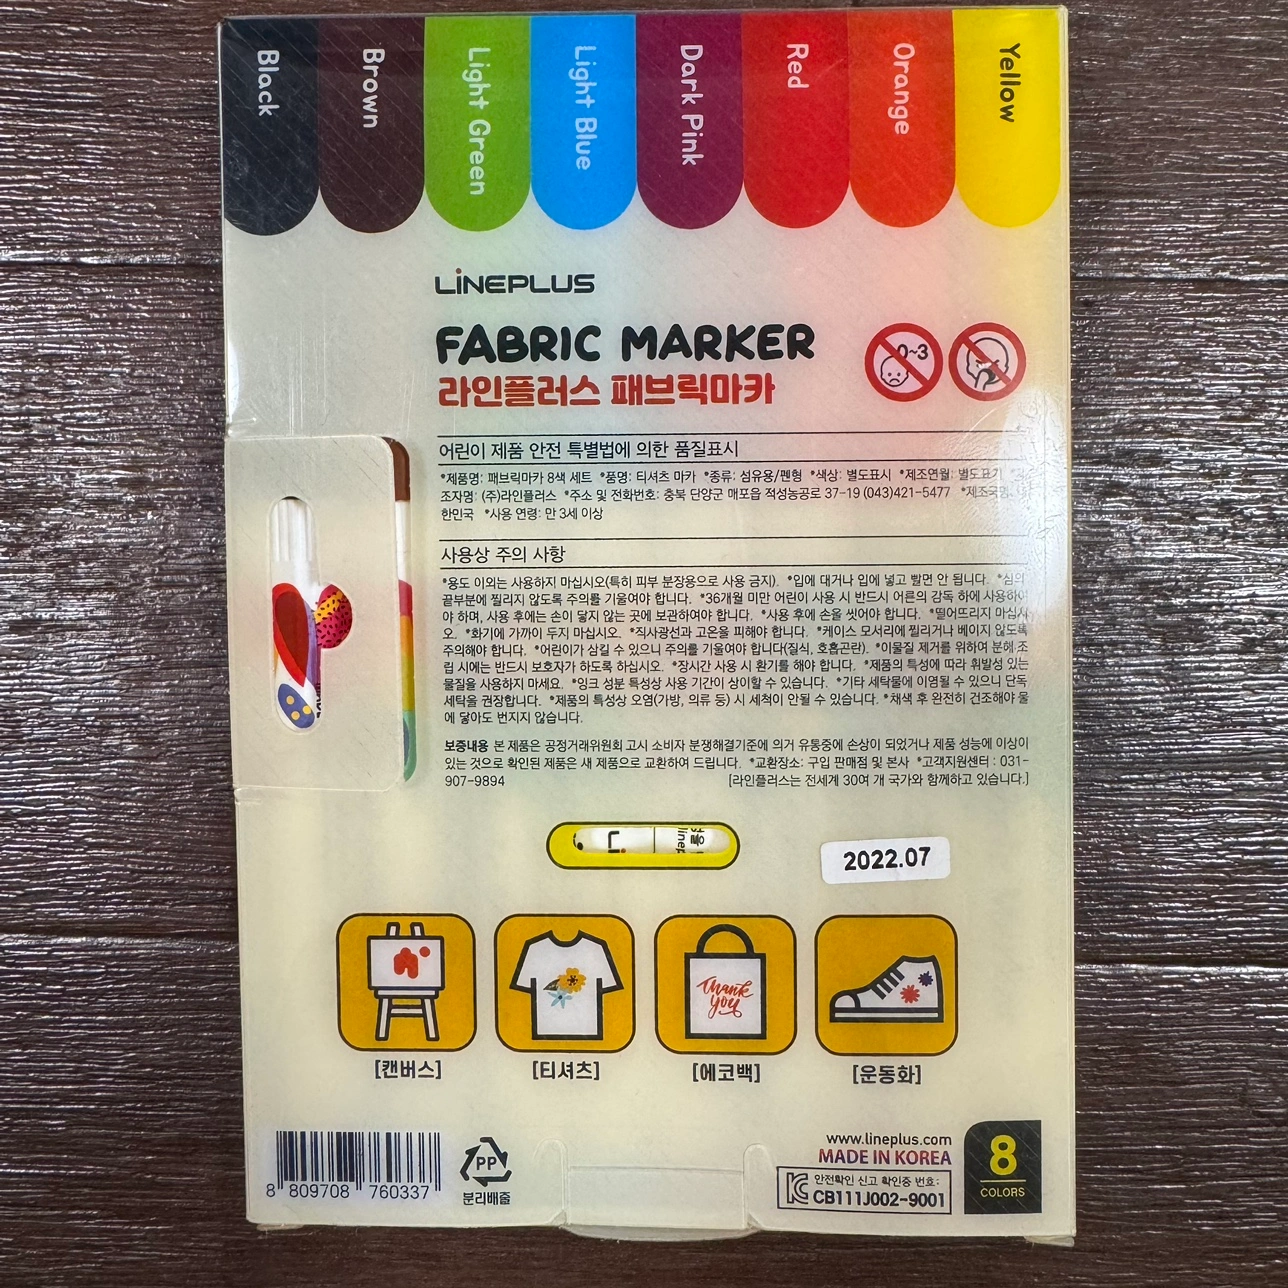 Black
Brown
Light Green
Light Blue
Dark Pink
Red
Orange
Yellow
LINEPLUS
FABRIC MARKER
라인플러스 패브릭마카
0~3
어린이 제품 안전 특별법에 의한 품질표시
*제품명: 패브릭마카 8색 세트 *품명: 티셔츠 마카 *종류: 섬유용/펜형 *색상: 별도표시 *제조연월: 별도표기
조자명: (주)라인플러스 *주소 및 전화번호: 충북 단양군 매포읍 적성농공로 37-19 (043)421-5477 *제조국명:
한민국 *사용 연령: 만 3세 이상
사용상 주의 사항
*용도 이외는 사용하지 마십시오(특히 피부 분장용으로 사용 금지). *입에 대거나 입에 넣고 빨면 안 됩니다. *심의
끝부분에 찔리지 않도록 주의를 기울여야 합니다. *36개월 미만 어린이 사용 시 반드시 어른의 감독 하에 사용하여
야 하며, 사용 후에는 손이 닿지 않는 곳에 보관하여야 합니다. *사용 후에 손을 씻어야 합니다. *떨어뜨리지 마십시
오. *화기에 가까이 두지 마십시오. *직사광선과 고온을 피해야 합니다. *케이스 모서리에 찔리거나 베이지 않도록
주의해야 합니다. *어린이가 삼킬 수 있으니 주의를 기울여야 합니다(질식, 호흡곤란). *이물질 제거를 위하여 분해·조
립 시에는 반드시 보호자가 하도록 하십시오. *장시간 사용 시 환기를 해야 합니다. *제품의 특성에 따라 휘발성 있는
물질을 사용하지 마세요. *잉크 성분 특성상 사용 기간이 상이할 수 있습니다. *기타 세탁물에 이염될 수 있으니 단독
세탁을 권장합니다. *제품의 특성상 오염(가방, 의류 등) 시 세척이 안될 수 있습니다. *채색 후 완전히 건조해야 물
에 닿아도 번지지 않습니다.
보증내용 본 제품은 공정거래위원회 고시 소비자 분쟁해결기준에 의거 유통중에 손상이 되었거나 제품 성능에 이상이
있는 것으로 확인된 제품은 새 제품으로 교환하여 드립니다. *교환장소: 구입 판매점 및 본사 *고객지원센터 : 031-
907-9894 [라인플러스는 전세계 30여 개 국가와 함께하고 있습니다.]
2022.07
Thank
you
[캔버스]
[티셔츠]
[에코백]
[운동화]
8 809708 760337
PP
분리배출
www.lineplus.com
MADE IN KOREA
안전확인 신고 확인증 번호:
CB111J002-9001
8
COLORS